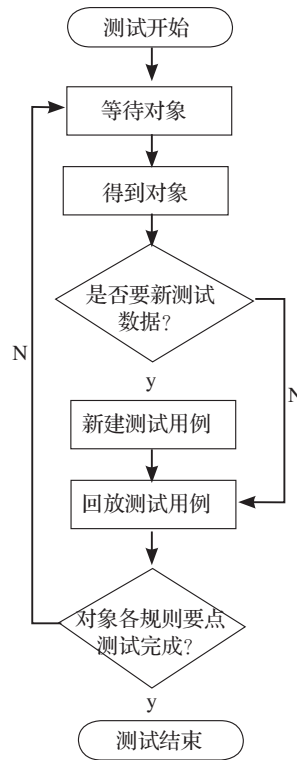 测试开始
等待对象
得到对象
是否要新测试
数据?
N
y
N
新建测试用例
回放测试用例
对象各规则要点
测试完成?
y
测试结束